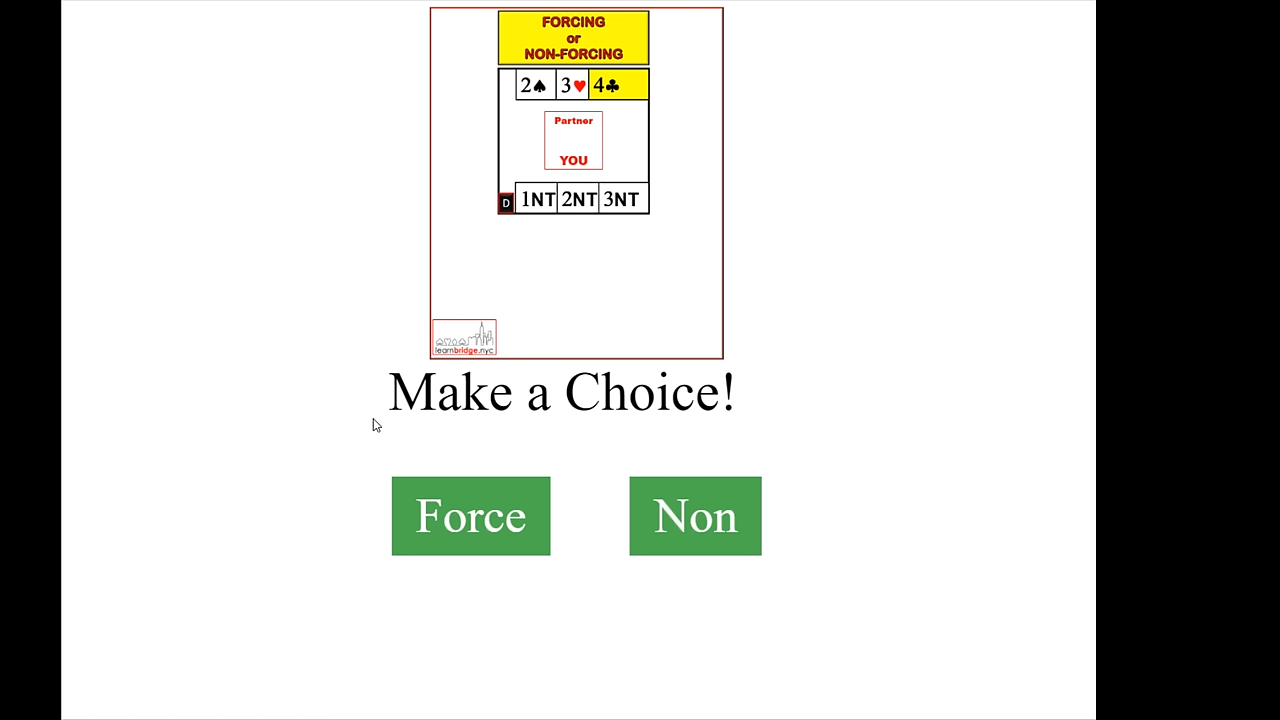 FORCING
or
NON-FORCING
2♠ 3♥ 4♣
Partner
YOU
D 1NT 2NT 3NT
learnbridge.nyc
Make a Choice!
Force Non